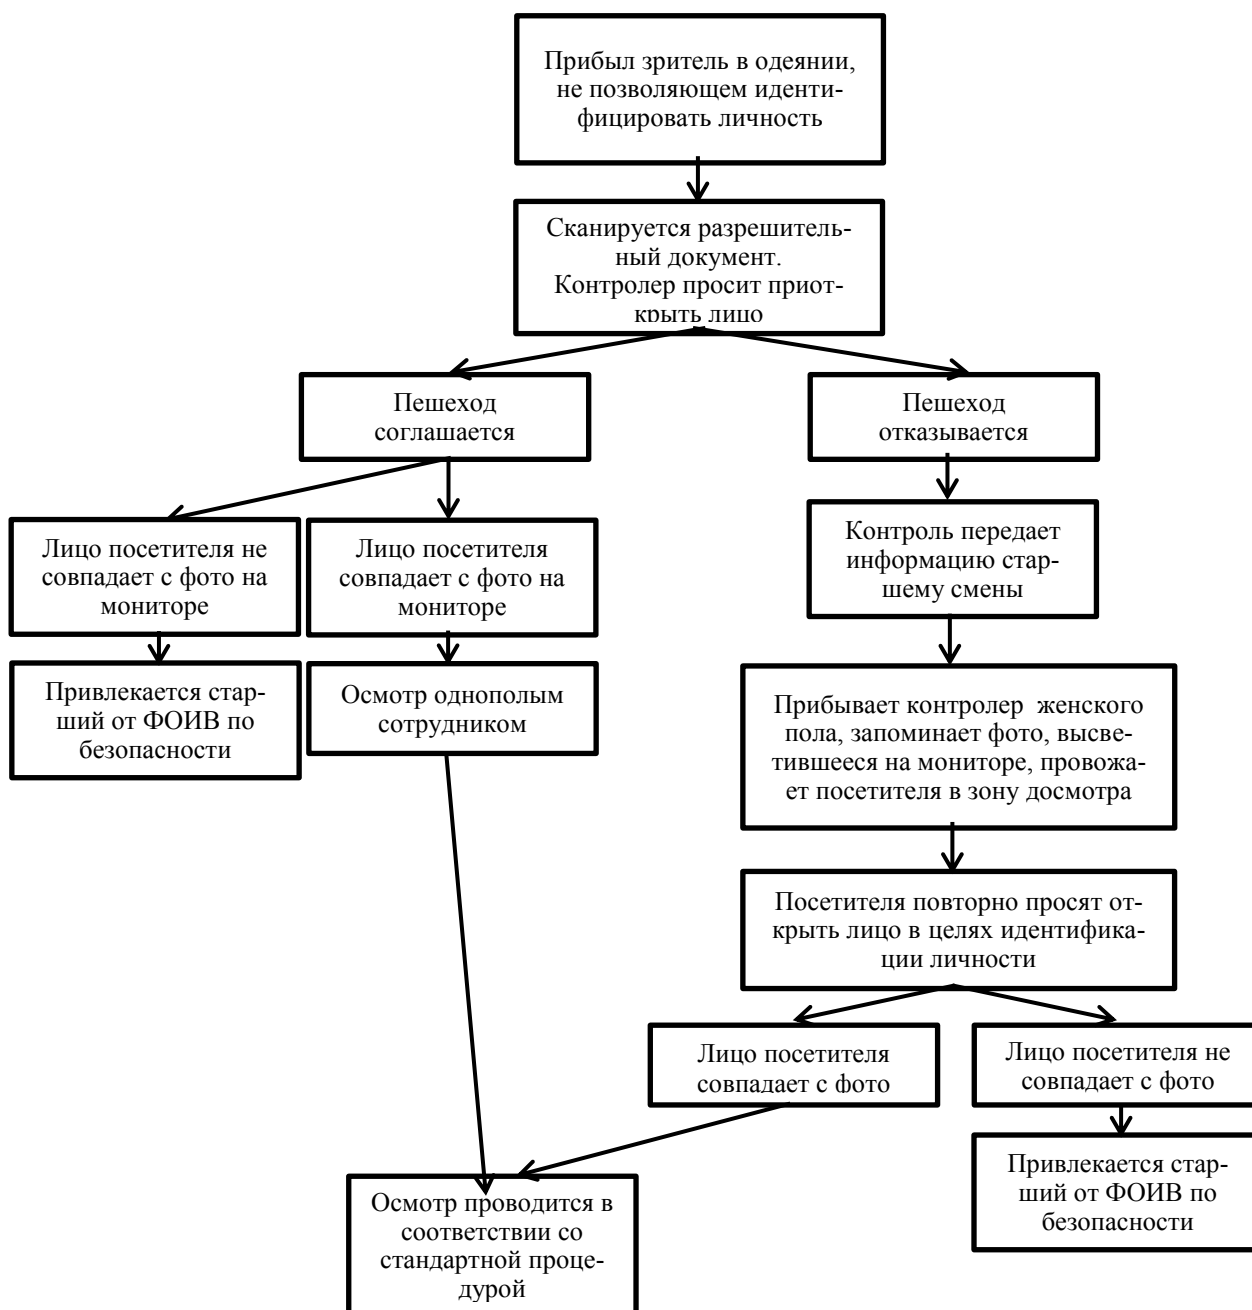 Прибыл зритель в одеянии,
не позволяющем иденти-
фицировать личность
Сканируется разрешитель-
ный документ.
Контролер просит приот-
крыть лицо
Пешеход
соглашается
Пешеход
отказывается
Лицо посетителя не
совпадает с фото на
мониторе
Лицо посетителя
совпадает с фото на
мониторе
Контроль передает
информацию стар-
шему смены
Привлекается стар-
ший от ФОИВ по
безопасности
Осмотр однополым
сотрудником
Прибывает контролер женского
пола, запоминает фото, высве-
тившееся на мониторе, провожа-
ет посетителя в зону досмотра
Посетителя повторно просят от-
крыть лицо в целях идентифика-
ции личности
Лицо посетителя
совпадает с фото
Лицо посетителя не
совпадает с фото
Привлекается стар-
ший от ФОИВ по
безопасности
Осмотр проводится в
соответствии со
стандартной проце-
дурой